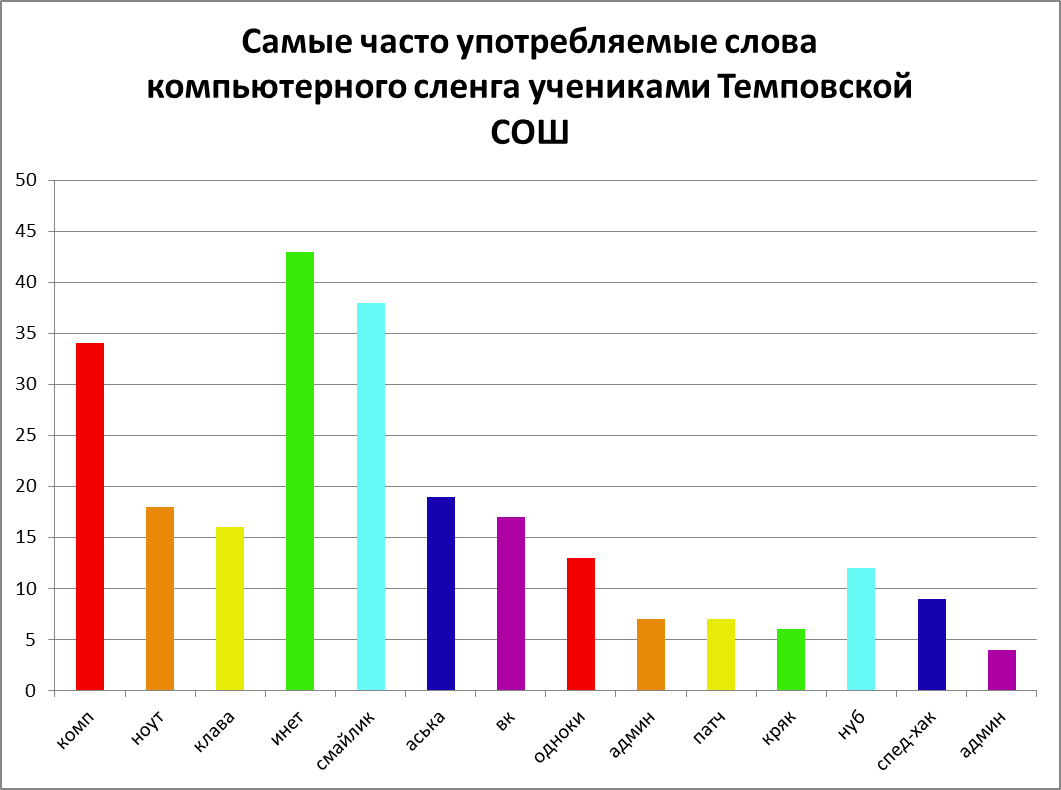 Самые часто употребляемые слова
компьютерного сленга учениками Темповской
СОШ
50
45
40
35
30
25
20
15
10
5
0
комп
ноут
клава
инет
смайлик
аська
вк
одноки
админ
патч
кряк
нуб
спед-хак
админ